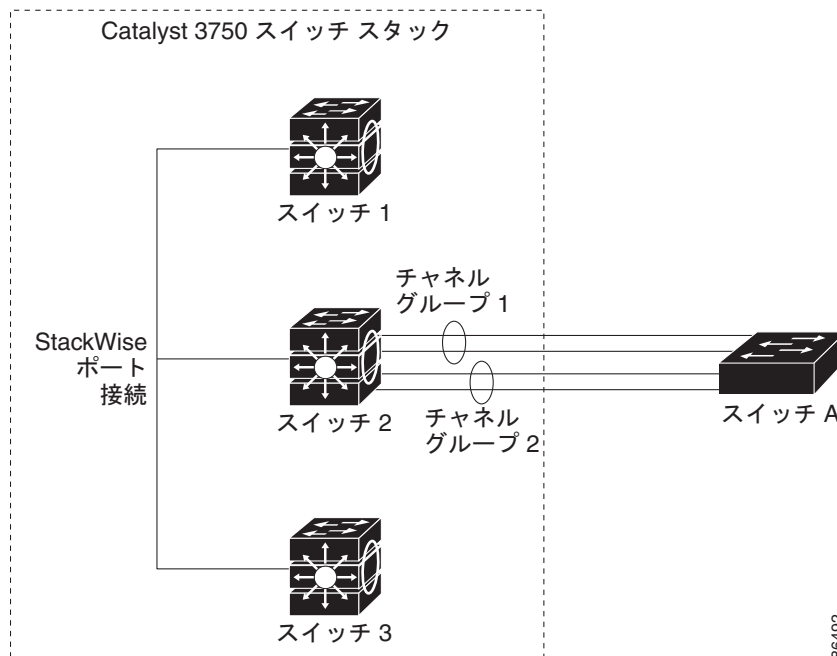 Catalyst 3750 スイッチ スタック
スイッチ 1
チャネル
グループ 1
StackWise
ポート
接続
スイッチ 2
チャネル
グループ 2
スイッチ A
スイッチ 3